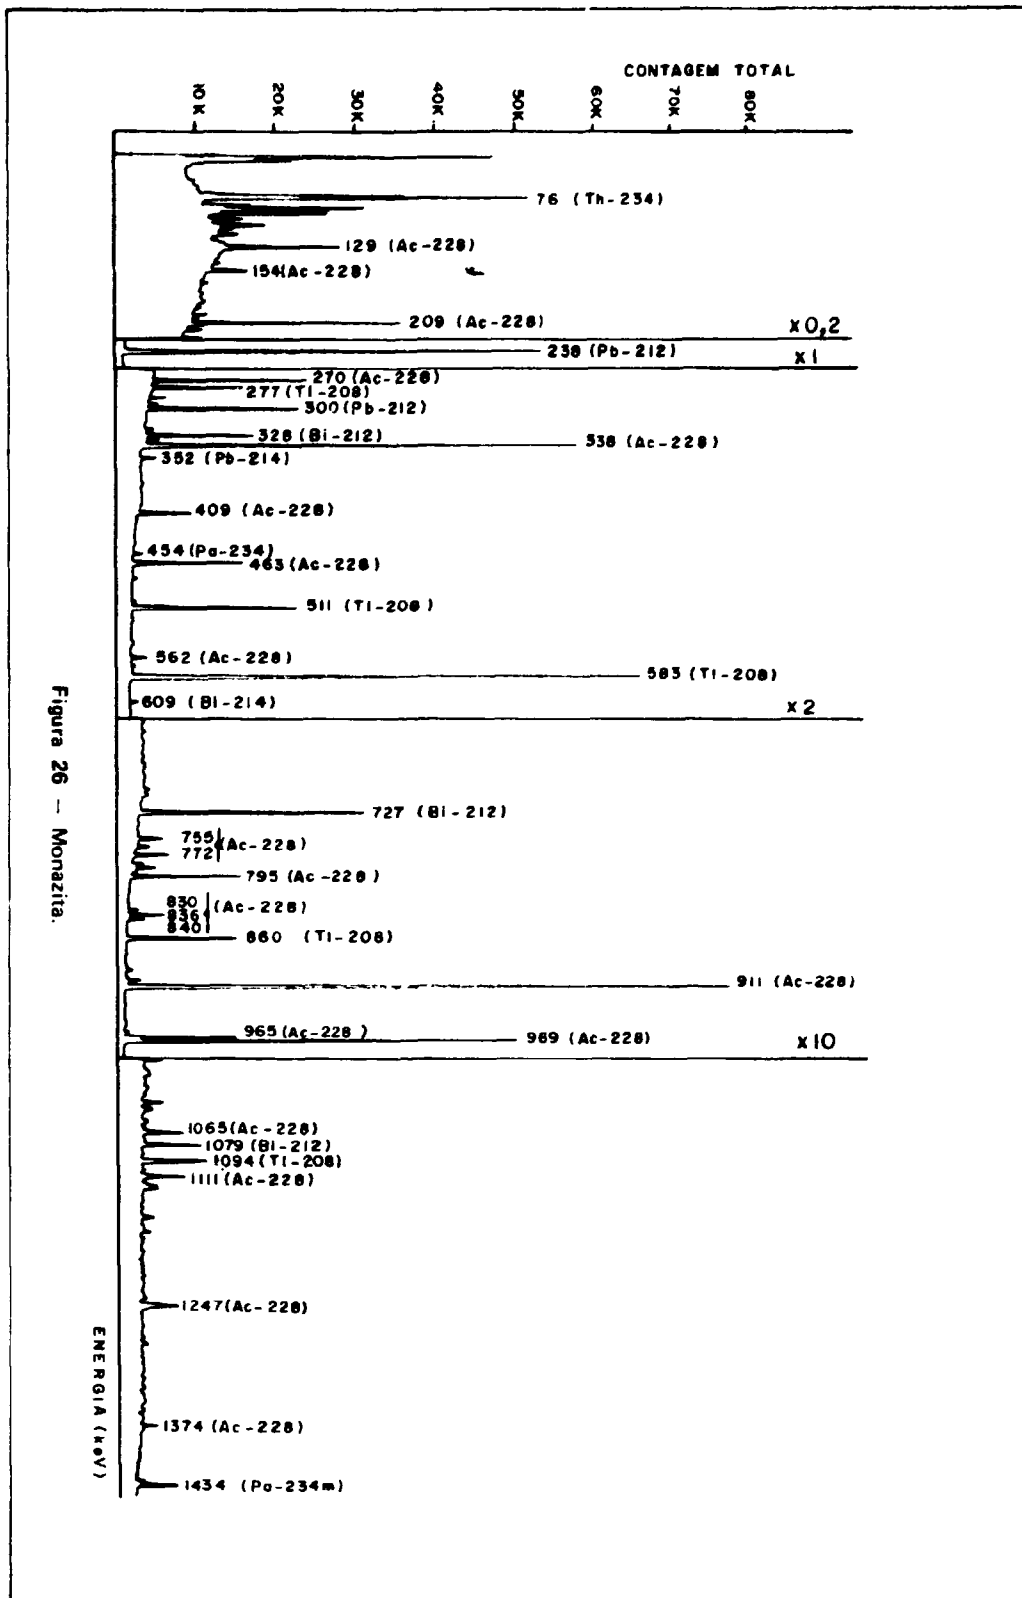 CONTAGEM TOTAL
10K
20K
30K
40K
50K
60K
70K
80K
76 (Th-234)
129 (Ac-228)
154(Ac-228)
209 (Ac-228)
x0,2
238 (Pb-212)
x1
270 (Ac-228)
277 (Tl-208)
300 (Pb-212)
328 (Bi-212)
338 (Ac-228)
352 (Pb-214)
409 (Ac-228)
454 (Pa-234)
463 (Ac-228)
511 (Tl-208)
562 (Ac-228)
583 (Tl-208)
609 (Bi-214)
x2
727 (Bi-212)
755
772
(Ac-228)
795 (Ac-228)
830
836
840
(Ac-228)
860 (Tl-208)
911 (Ac-228)
965 (Ac-228)
969 (Ac-228)
x10
1065(Ac-228)
1079 (Bi-212)
1094 (Tl-208)
1111 (Ac-228)
1247(Ac-228)
1374 (Ac-228)
1434 (Pa-234m)
ENERGIA (keV)
Figura 26 — Monazita.